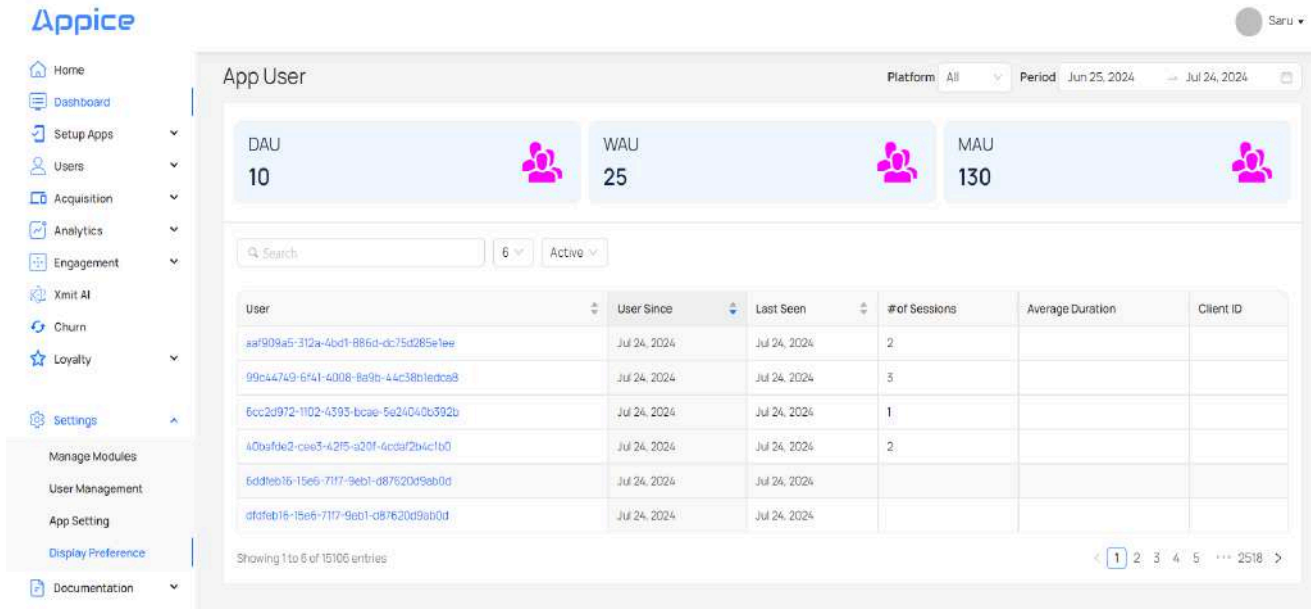 Appice
Saru
Home
Dashboard
Setup Apps
Users
Acquisition
Analytics
Engagement
Xmit AI
Churn
Loyalty
Settings
Manage Modules
User Management
App Setting
Display Preference
Documentation
App User
Platform All Period Jun 25, 2024 → Jul 24, 2024
DAU
10
WAU
25
MAU
130
Search 6 Active
User User Since Last Seen #of Sessions Average Duration Client ID
aaf909a5-312a-4bd1-886d-dc75d285e1ee Jul 24, 2024 Jul 24, 2024 2
99c44749-6f41-4008-8a9b-44c38b1edca8 Jul 24, 2024 Jul 24, 2024 3
6cc2d972-1102-4393-bcae-5e24040b392b Jul 24, 2024 Jul 24, 2024 1
40bafde2-cee3-42f5-a20f-4cdaf2b4c1b0 Jul 24, 2024 Jul 24, 2024 2
6ddfeb16-15e6-71f7-9eb1-d87620d9ab0d Jul 24, 2024 Jul 24, 2024
dfdfeb16-15e6-71f7-9eb1-d87620d9ab0d Jul 24, 2024 Jul 24, 2024
Showing 1 to 6 of 15106 entries
1 2 3 4 5 ••• 2518